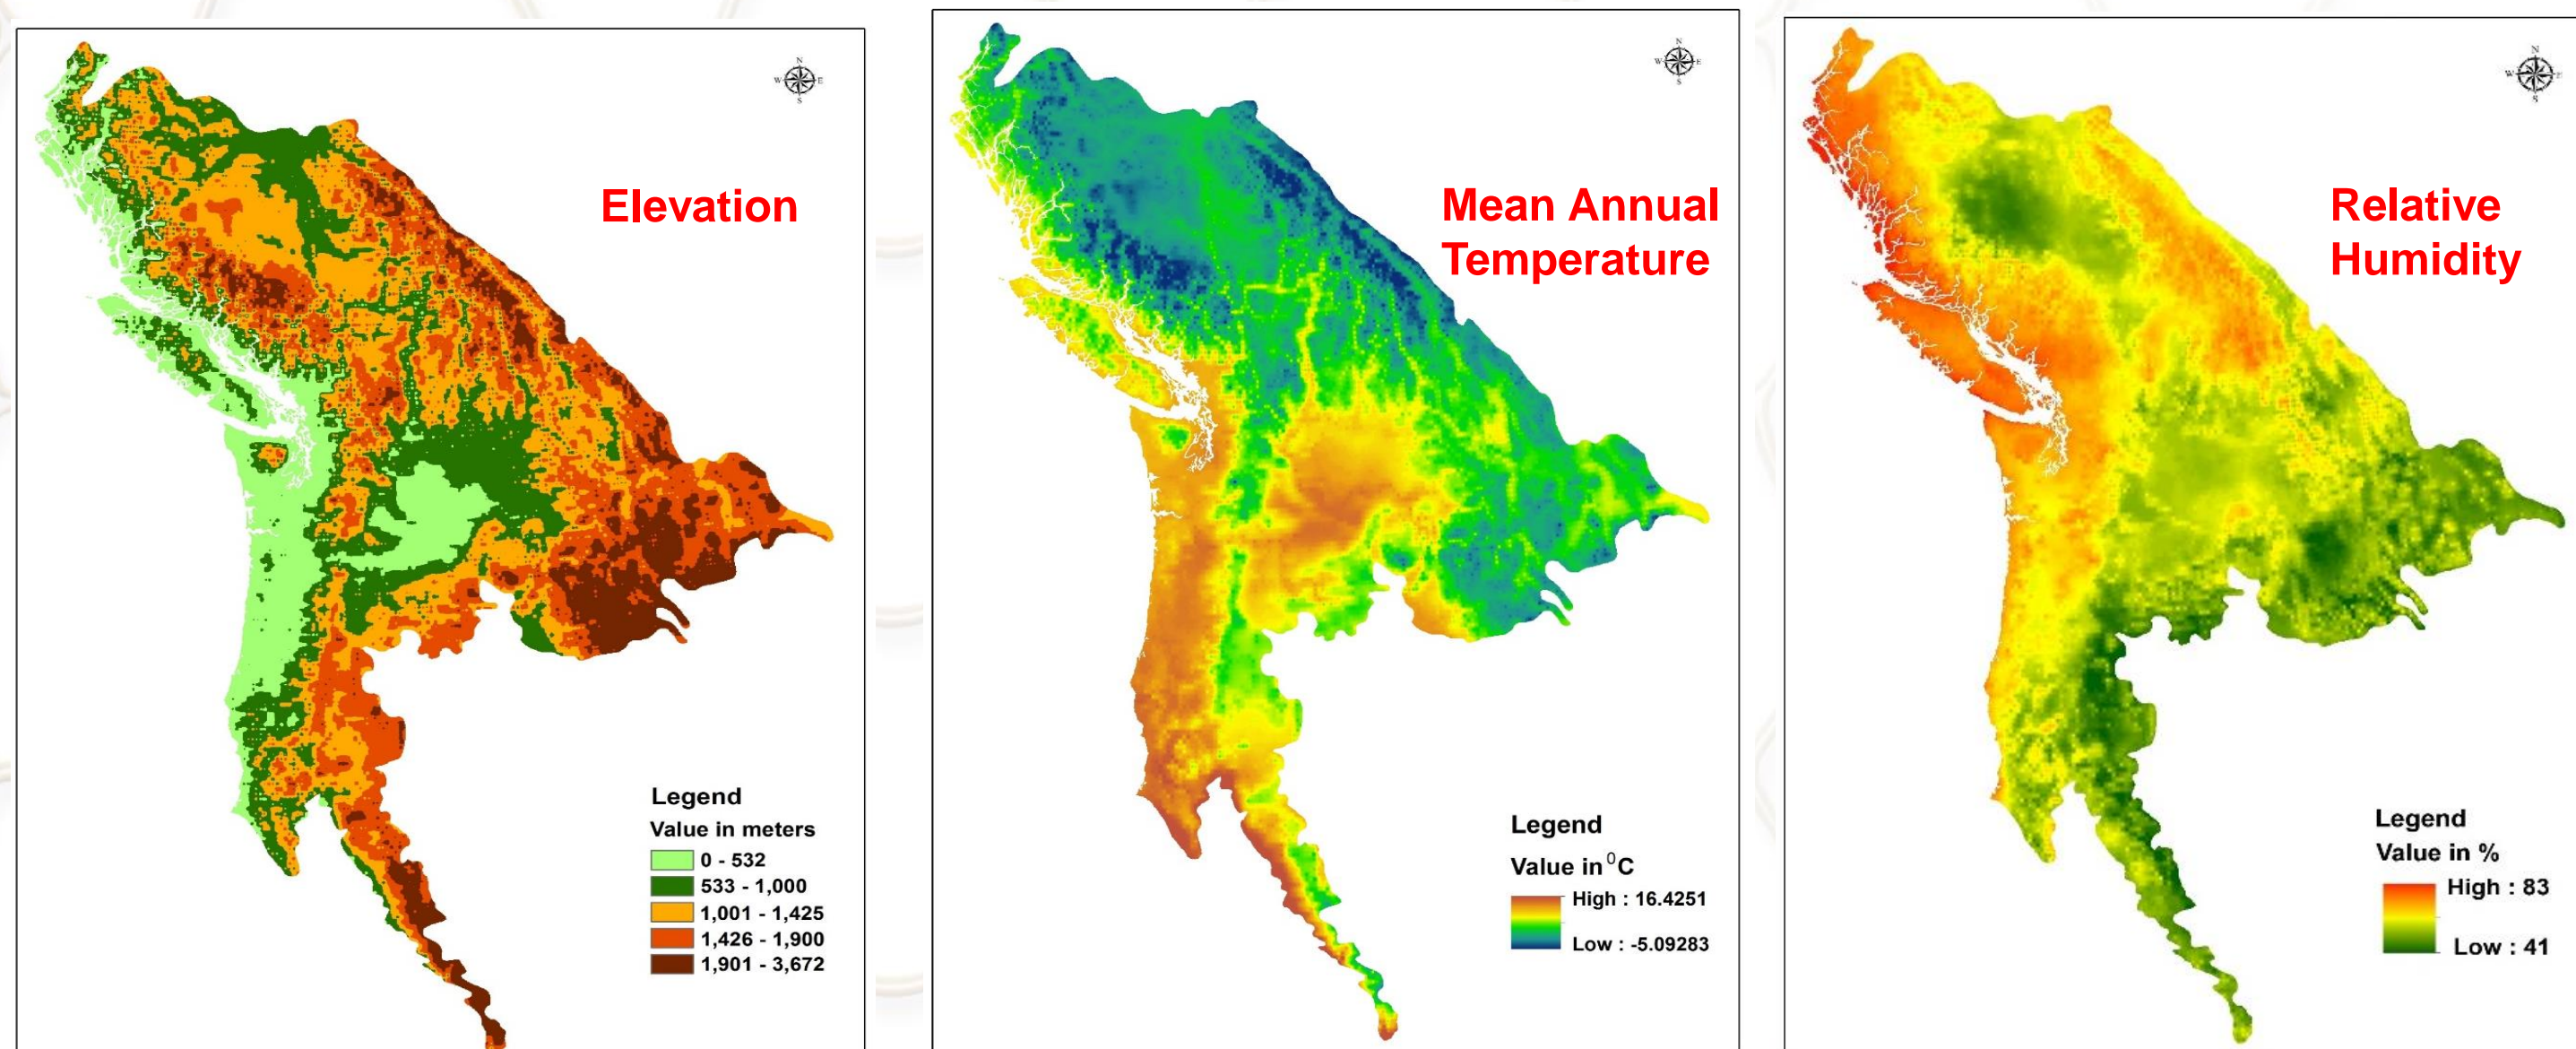 N
W E
S
Elevation
Legend
Value in meters
0 - 532
533 - 1,000
1,001 - 1,425
1,426 - 1,900
1,901 - 3,672
N
W E
S
Mean Annual
Temperature
Legend
Value in ⁰C
High : 16.4251
Low : -5.09283
N
W E
S
Relative
Humidity
Legend
Value in %
High : 83
Low : 41